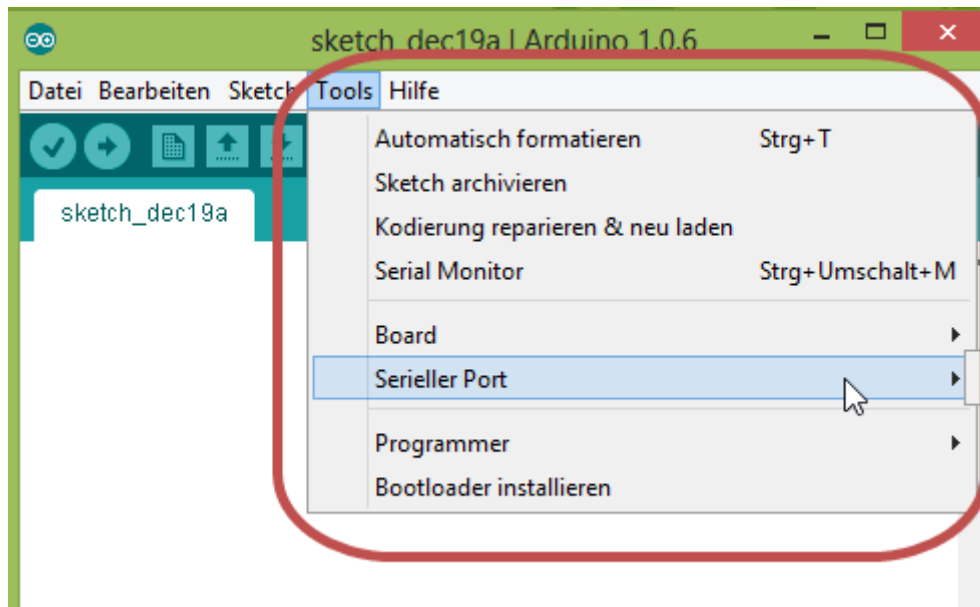 sketch_dec19a | Arduino 1.0.6
Datei Bearbeiten Sketch Tools Hilfe
sketch_dec19a
Automatisch formatieren Strg+T
Sketch archivieren
Kodierung reparieren & neu laden
Serial Monitor Strg+Umschalt+M
Board
Serieller Port
Programmer
Bootloader installieren